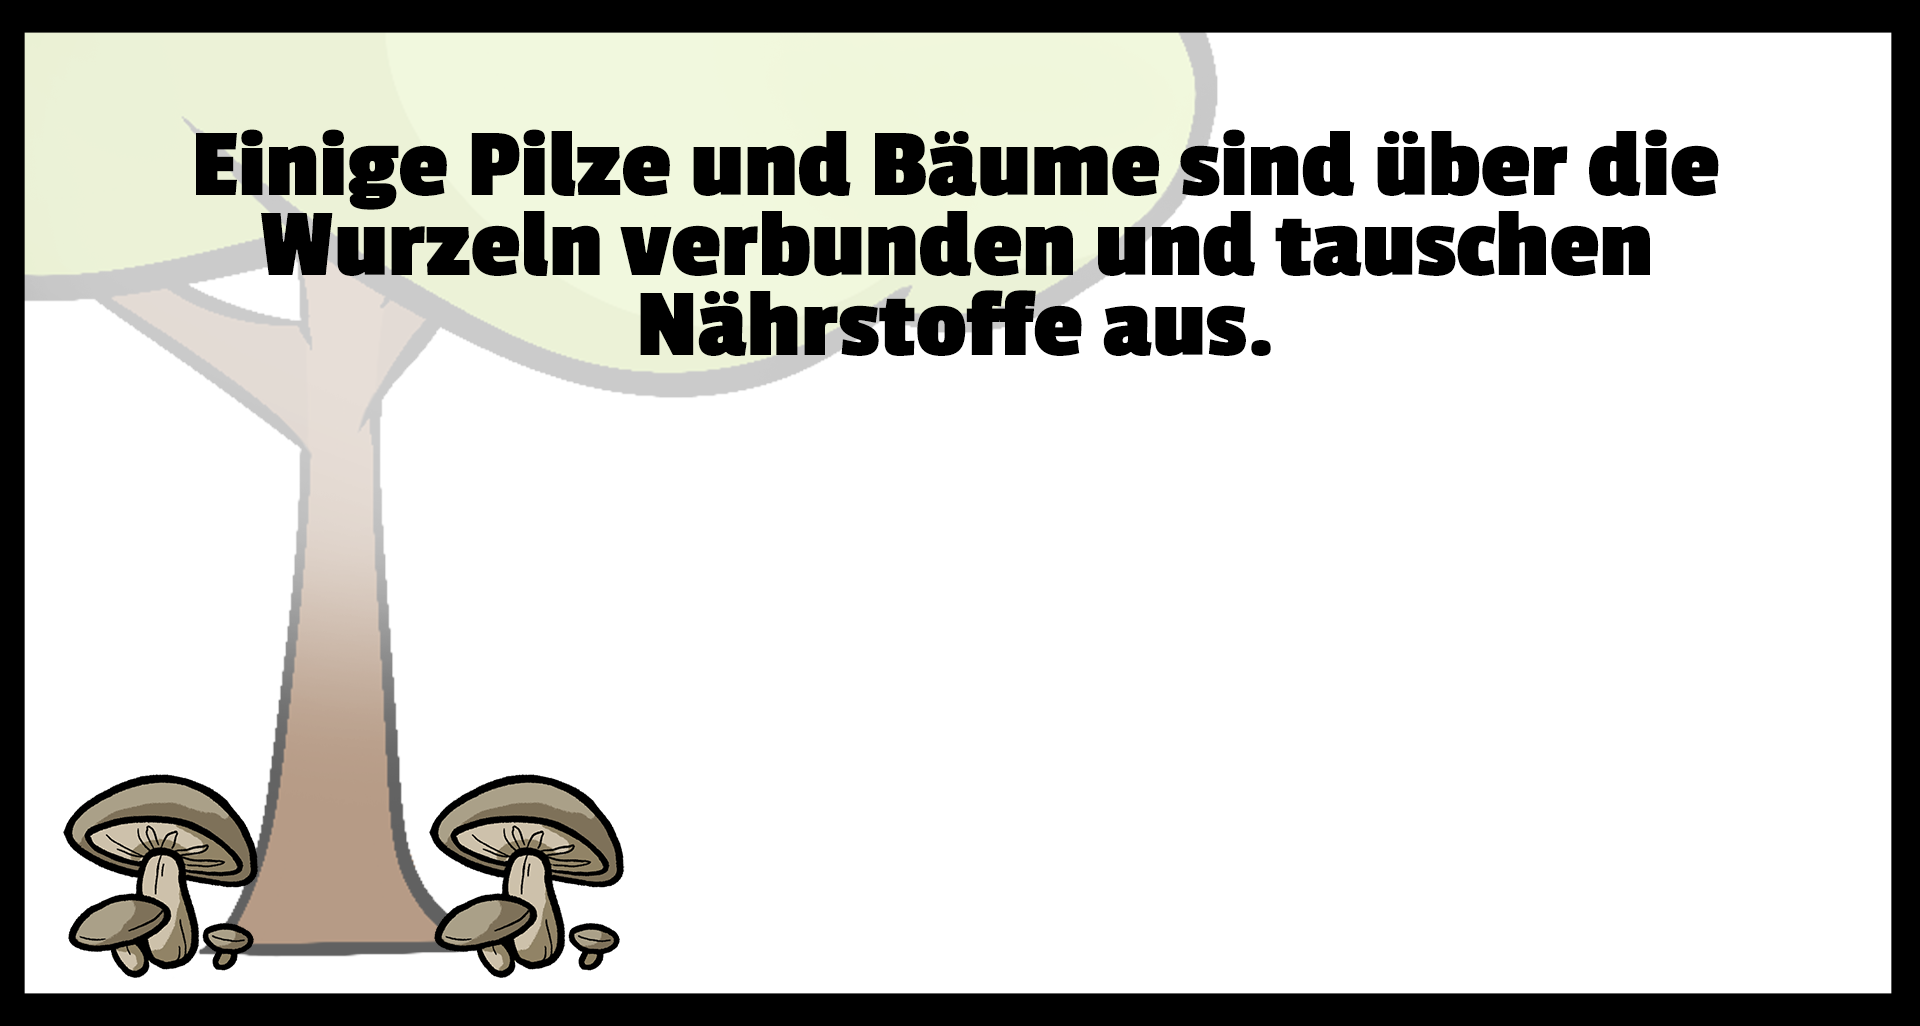 Einige Pilze und Bäume sind über die
Wurzeln verbunden und tauschen
Nährstoffe aus.